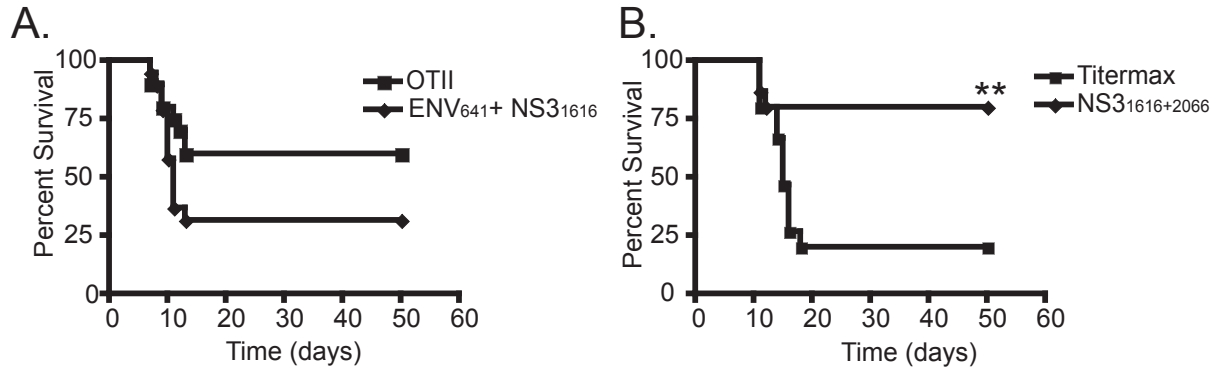 A.
Percent Survival
100
75
50
25
0
0 10 20 30 40 50 60
Time (days)
OTII
ENV641+ NS31616
B.
Percent Survival
100
75
50
25
0
0 10 20 30 40 50 60
Time (days)
**
Titermax
NS31616+2066